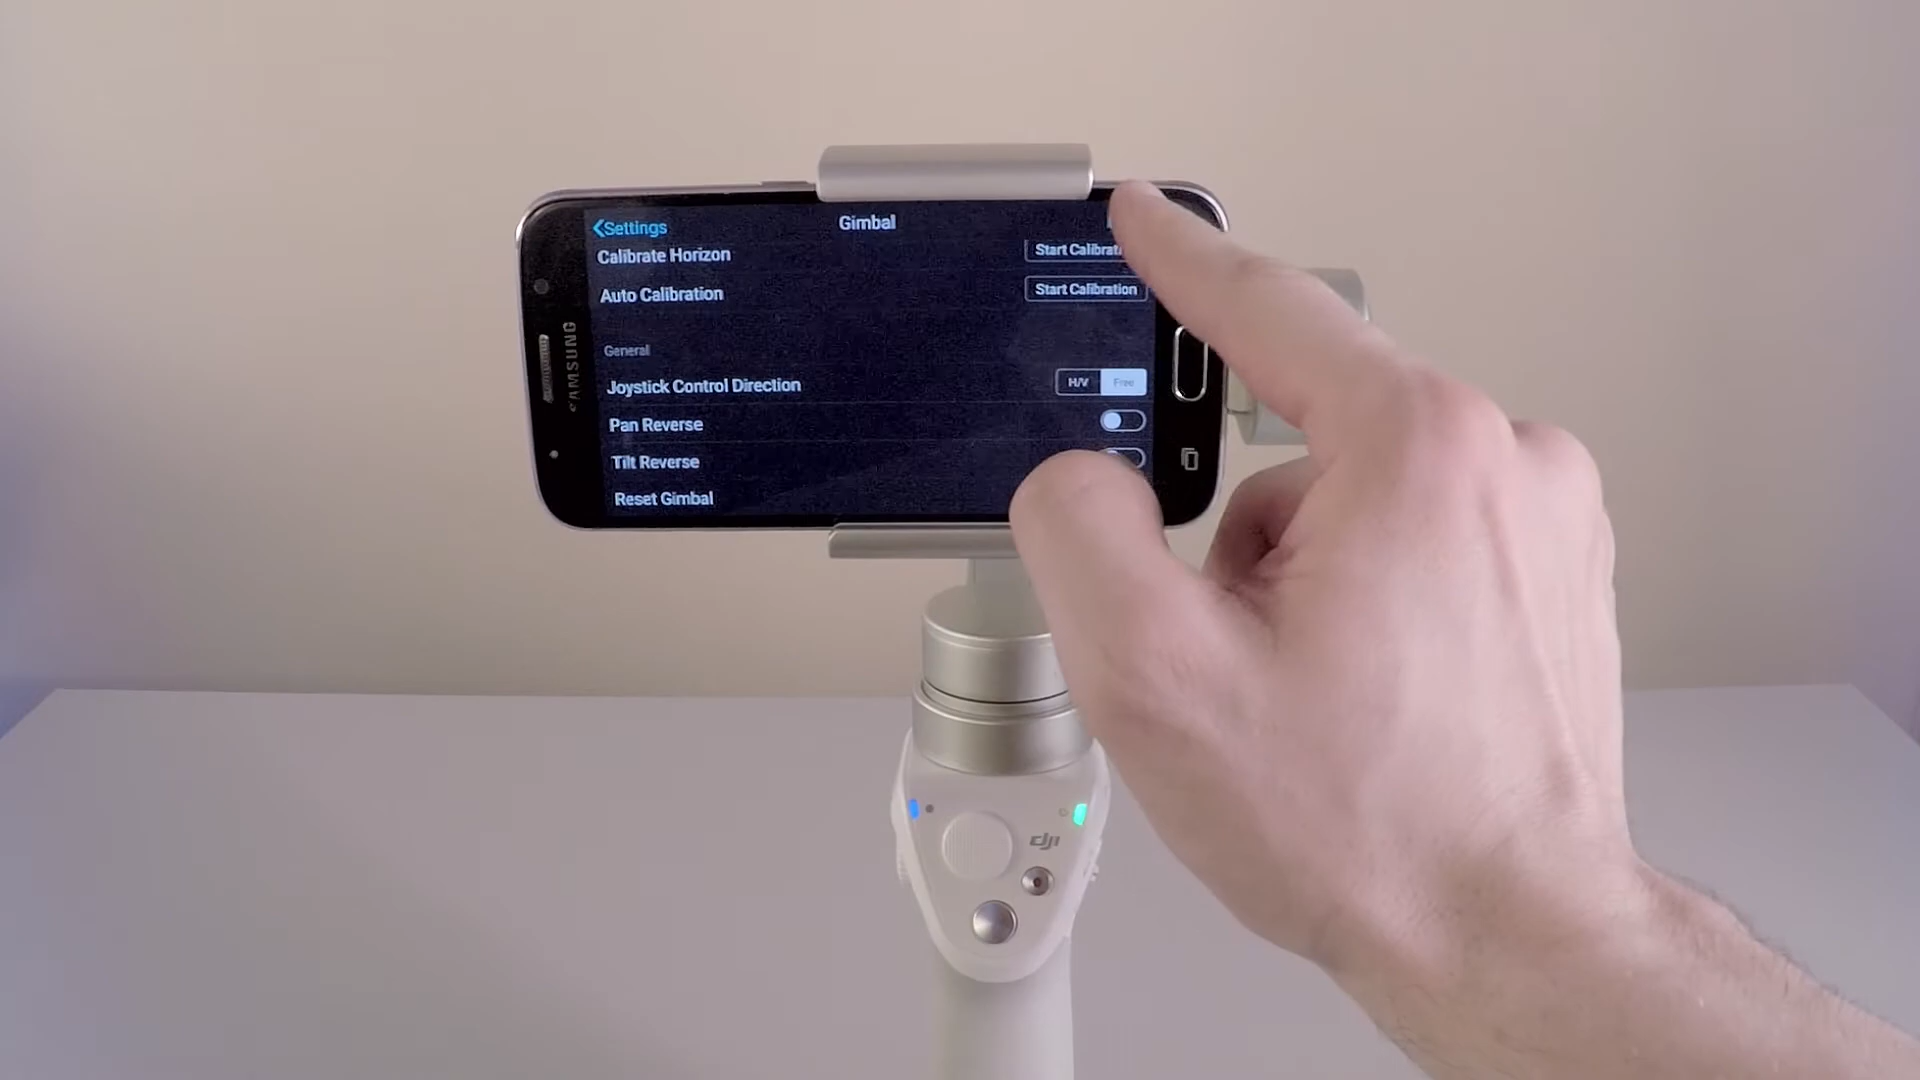 <Settings
Gimbal
Calibrate Horizon
Start
Auto Calibration
Start Calibration
General
Joystick Control Direction
H/V
Free
Pan Reverse
Tilt Reverse
Reset Gimbal
SAMSUNG
dji